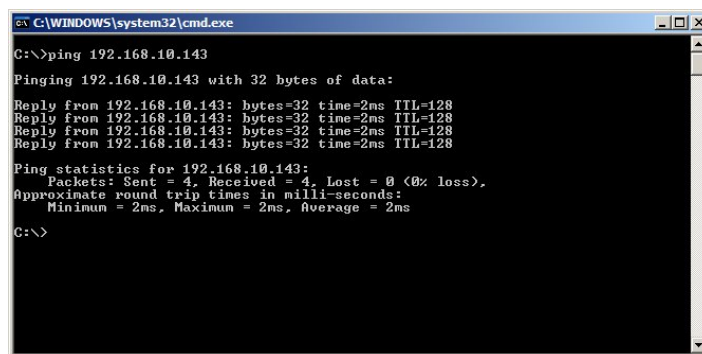 C:\WINDOWS\system32\cmd.exe
C:\>ping 192.168.10.143
Pinging 192.168.10.143 with 32 bytes of data:
Reply from 192.168.10.143: bytes=32 time=2ms TTL=128
Reply from 192.168.10.143: bytes=32 time=2ms TTL=128
Reply from 192.168.10.143: bytes=32 time=2ms TTL=128
Reply from 192.168.10.143: bytes=32 time=2ms TTL=128
Ping statistics for 192.168.10.143:
    Packets: Sent = 4, Received = 4, Lost = 0 (0% loss),
Approximate round trip times in milli-seconds:
    Minimum = 2ms, Maximum = 2ms, Average = 2ms
C:\>